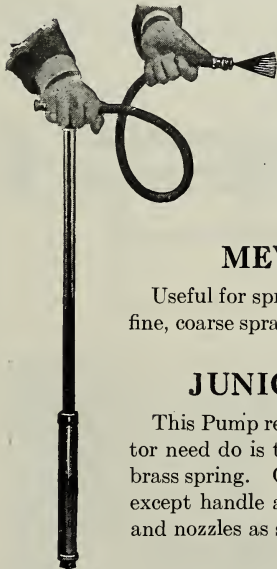 MEY
Useful for spr
fine, coarse spra
JUNIO
This Pump re
tor need do is t
brass spring.
except handle a
and nozzles as s